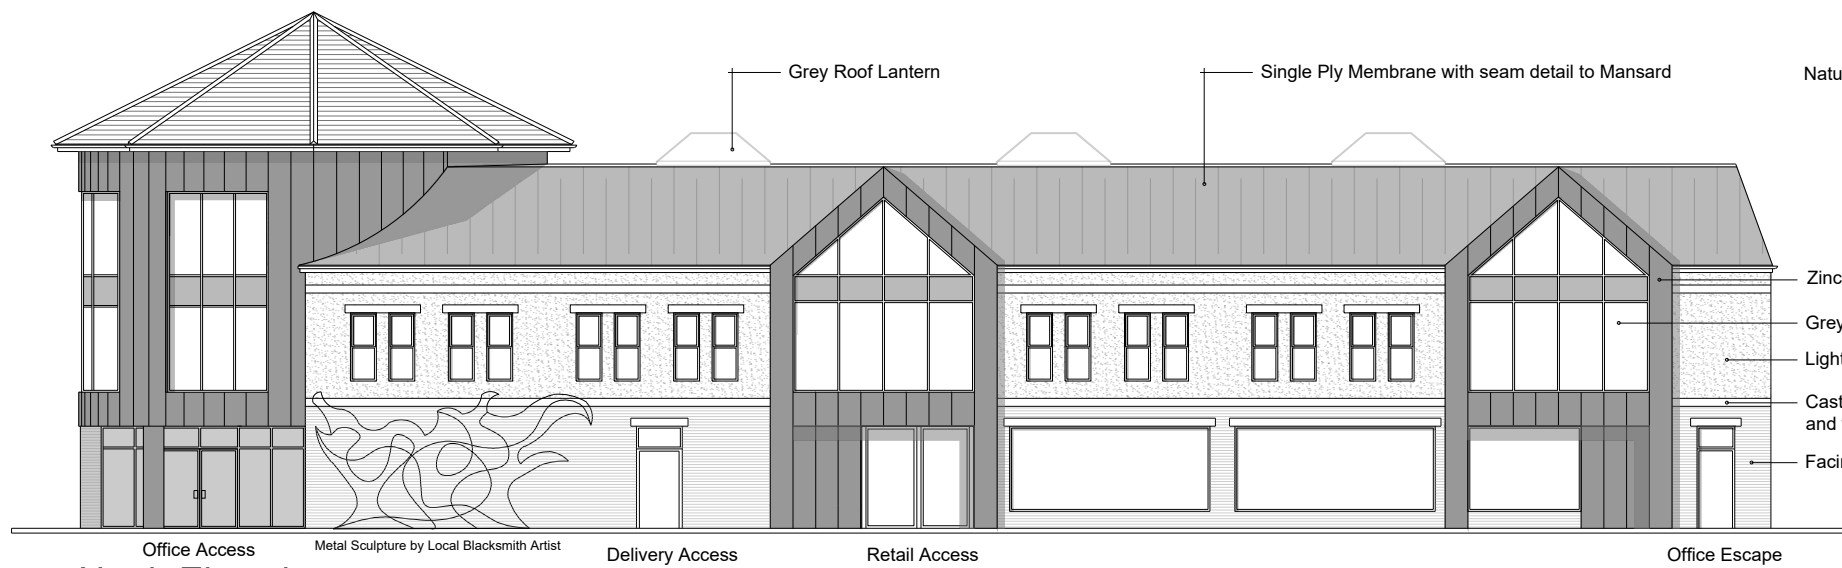 Grey Roof Lantern
Single Ply Membrane with seam detail to Mansard
Natu
Zinc
Grey
Light
Cast
and
Facin
Office Access
Metal Sculpture by Local Blacksmith Artist
Delivery Access
Retail Access
Office Escape